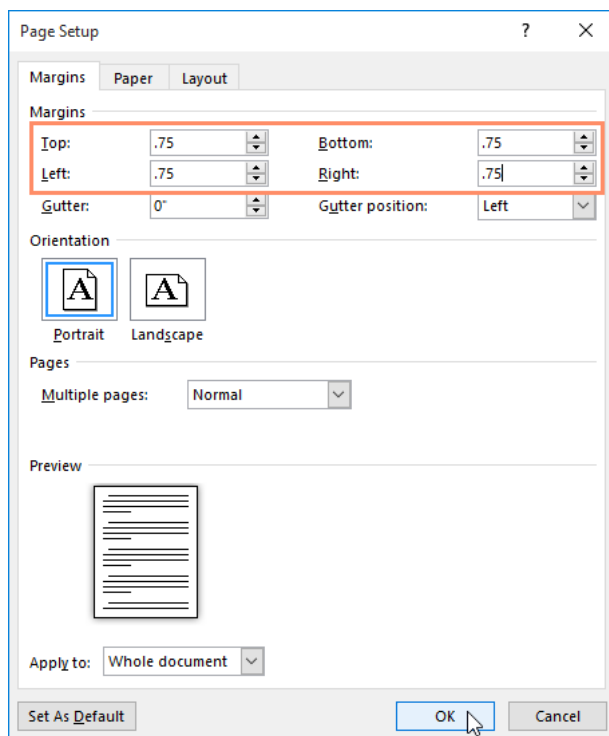 Page Setup ? ×
Margins Paper Layout
Margins
Top: .75 Bottom: .75
Left: .75 Right: .75
Gutter: 0" Gutter position: Left
Orientation
A A
Portrait Landscape
Pages
Multiple pages: Normal
Preview
Apply to: Whole document
Set As Default OK Cancel